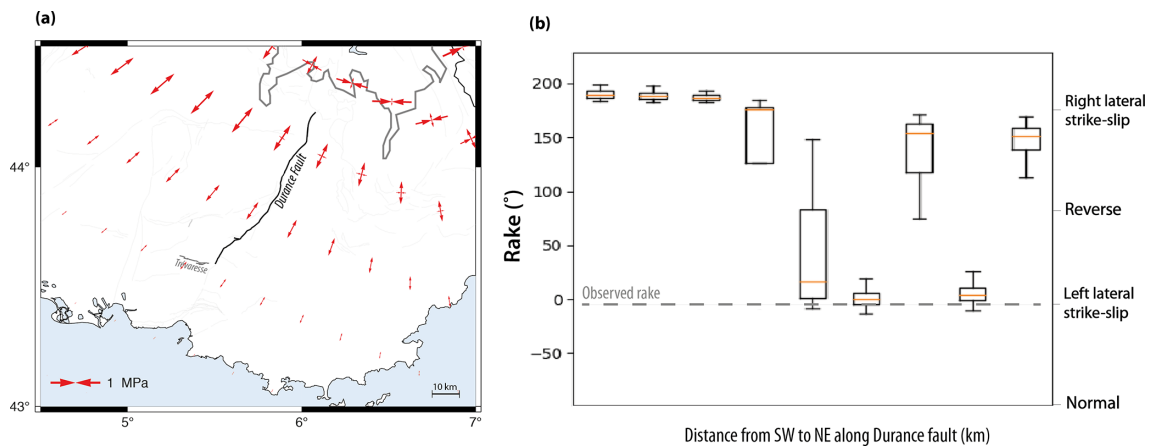 (a)
Durance Fault
Trévaresse
1 MPa
10 km
44°
43°
5°
6°
7°
(b)
200
150
100
50
0
−50
Rake (°)
Observed rake
Right lateral
strike-slip
Reverse
Left lateral
strike-slip
Normal
Distance from SW to NE along Durance fault (km)